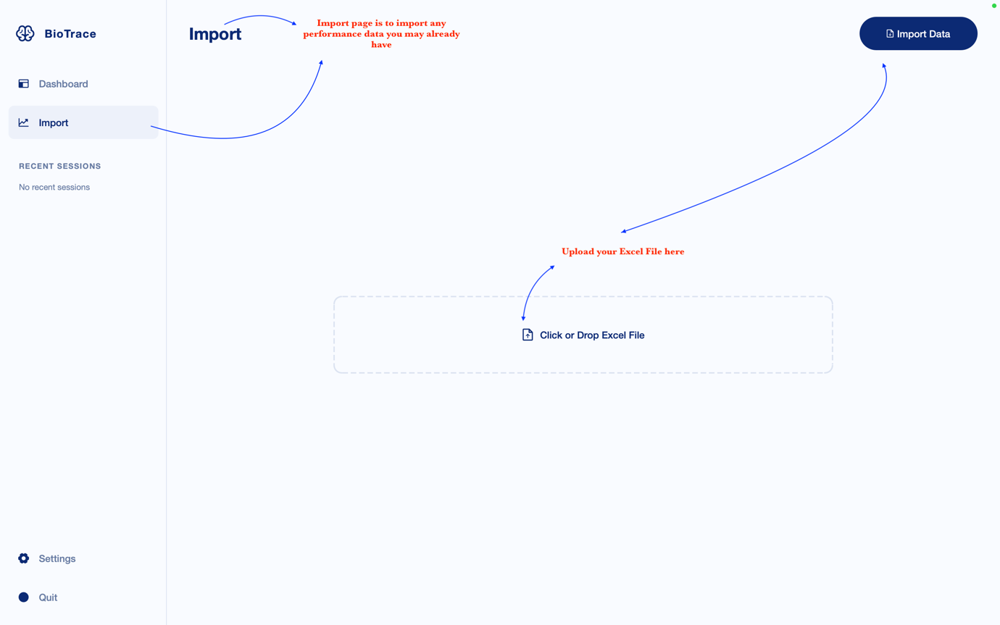 BioTrace
Dashboard
Import
RECENT SESSIONS
No recent sessions
Settings
Quit
Import
Import page is to import any
performance data you may already
have
Import Data
Upload your Excel File here
Click or Drop Excel File